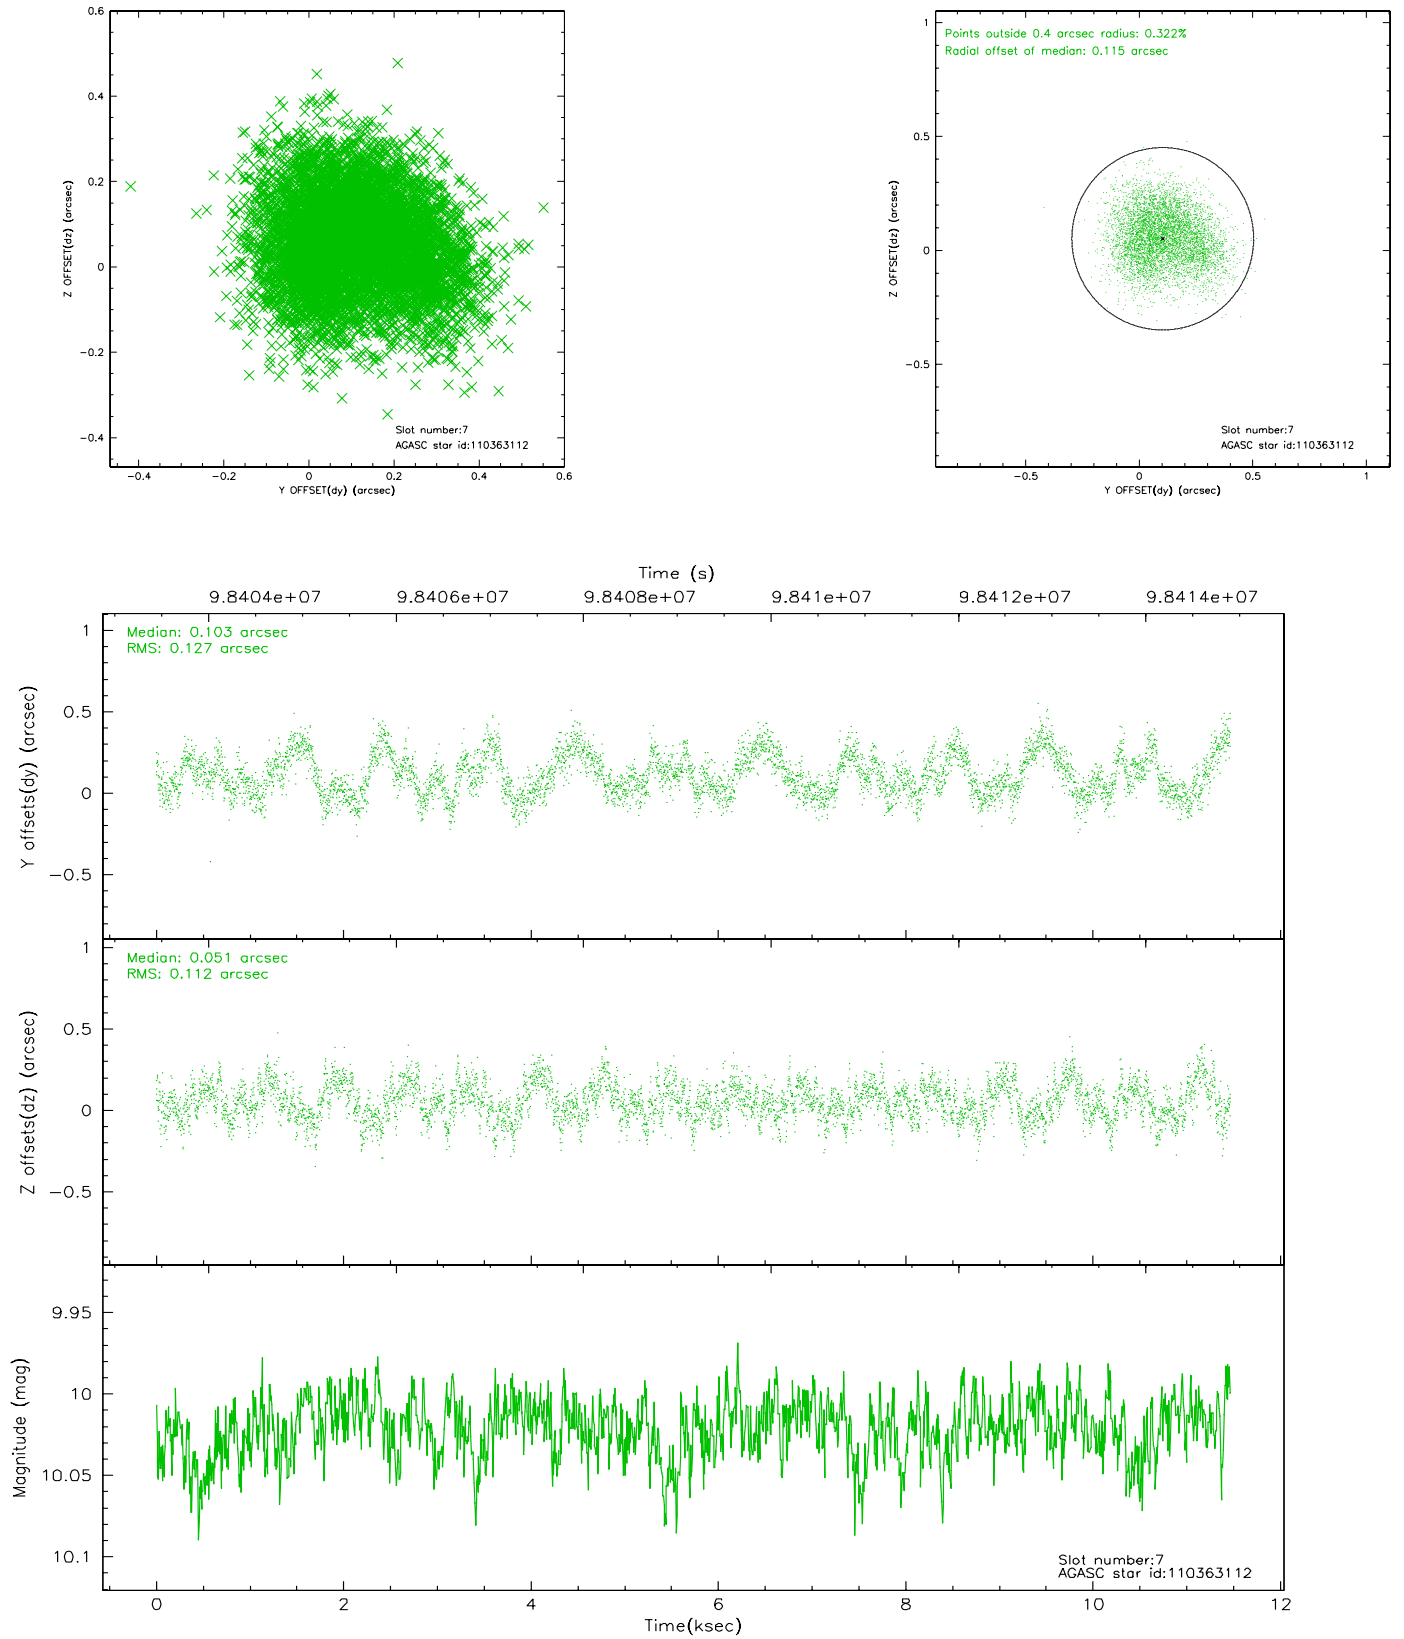 0.6
0.4
0.2
0
−0.2
−0.4
−0.4
−0.2
0
0.2
0.4
0.6
Z OFFSET(dz) (arcsec)
Y OFFSET(dy) (arcsec)
Slot number:7
AGASC star id:110363112
Points outside 0.4 arcsec radius: 0.322%
Radial offset of median: 0.115 arcsec
1
0.5
0
−0.5
−0.5
0
0.5
1
Z OFFSET(dz) (arcsec)
Y OFFSET(dy) (arcsec)
Slot number:7
AGASC star id:110363112
Time (s)
9.8404e+07
9.8406e+07
9.8408e+07
9.841e+07
9.8412e+07
9.8414e+07
Median: 0.103 arcsec
RMS: 0.127 arcsec
1
0.5
0
−0.5
Y offsets(dy) (arcsec)
Median: 0.051 arcsec
RMS: 0.112 arcsec
1
0.5
0
−0.5
Z offsets(dz) (arcsec)
9.95
10
10.05
10.1
Magnitude (mag)
Slot number:7
AGASC star id:110363112
0
2
4
6
8
10
12
Time(ksec)